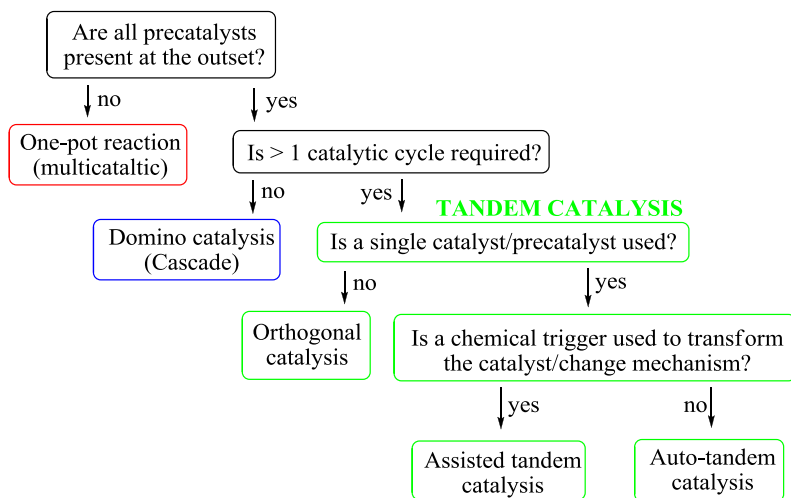 Are all precatalysts
present at the outset?
no
yes
One-pot reaction
(multicataltic)
Is > 1 catalytic cycle required?
no
yes
TANDEM CATALYSIS
Domino catalysis
(Cascade)
Is a single catalyst/precatalyst used?
no
yes
Orthogonal
catalysis
Is a chemical trigger used to transform
the catalyst/change mechanism?
yes
no
Assisted tandem
catalysis
Auto-tandem
catalysis